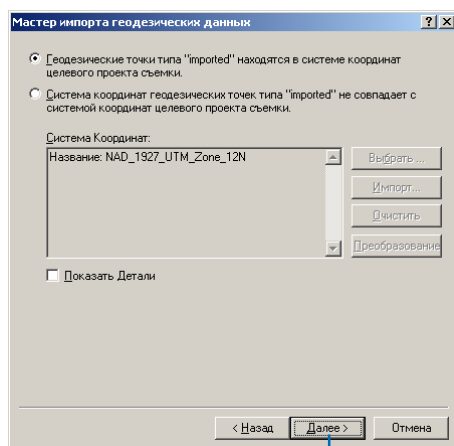 Мастер импорта геодезических данных
Геодезические точки типа "imported" находятся в системе координат
целевого проекта съемки.
Система координат геодезических точек типа "imported" не совпадает с
системой координат целевого проекта съемки.
Система Координат:
Название: NAD_1927_UTM_Zone_12N
Выбрать ...
Импорт...
Очистить
Преобразование
Показать Детали
< Назад
Далее >
Отмена